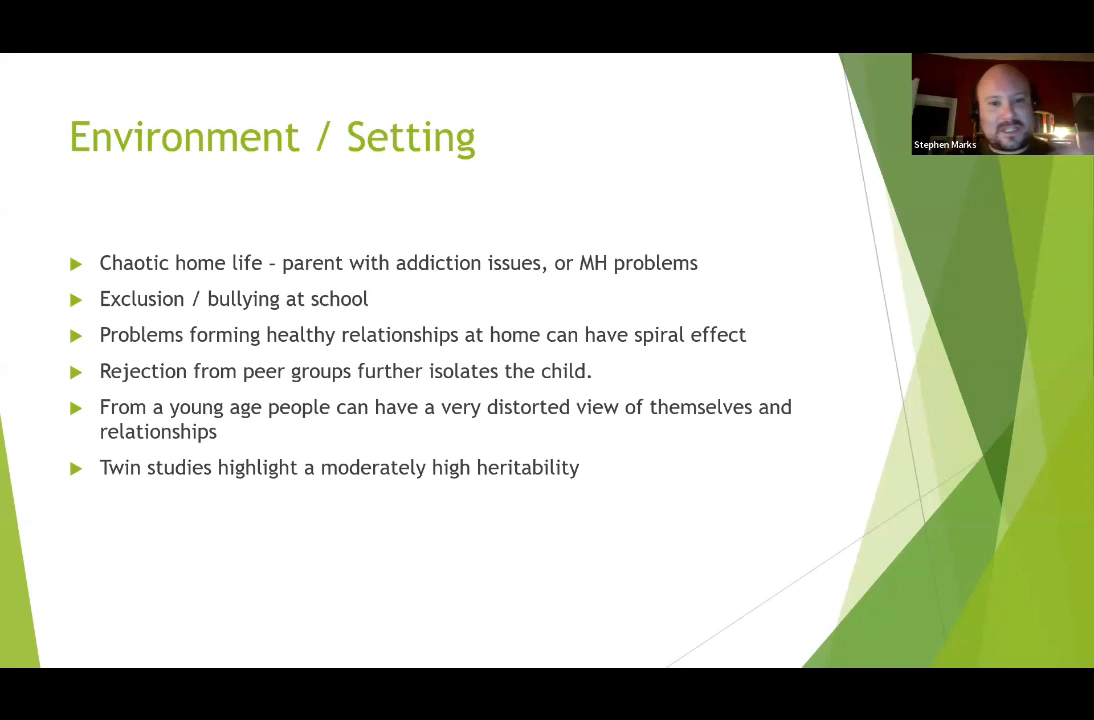 Environment / Setting
Stephen Marks
Chaotic home life – parent with addiction issues, or MH problems
Exclusion / bullying at school
Problems forming healthy relationships at home can have spiral effect
Rejection from peer groups further isolates the child.
From a young age people can have a very distorted view of themselves and
relationships
Twin studies highlight a moderately high heritability